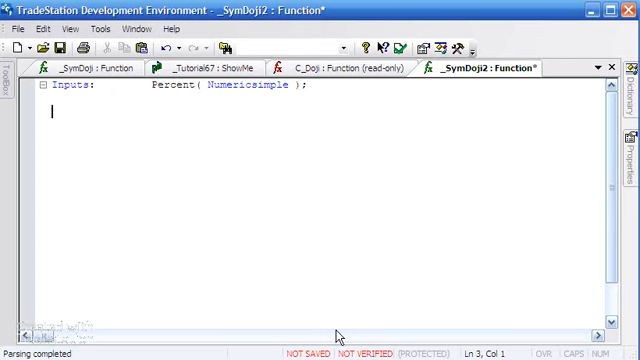 TradeStation Development Environment - _SymDoji2 : Function*
File Edit View Tools Window Help
_SymDoji : Function _Tutorial67 : ShowMe C_Doji : Function (read-only) _SymDoji2 : Function*
ToolBox
Dictionary
Properties
Inputs: Percent( Numericsimple );
Created with
Parsing completed NOT SAVED NOT VERIFIED (PROTECTED) Ln 3, Col 1 OVR CAPS NUM